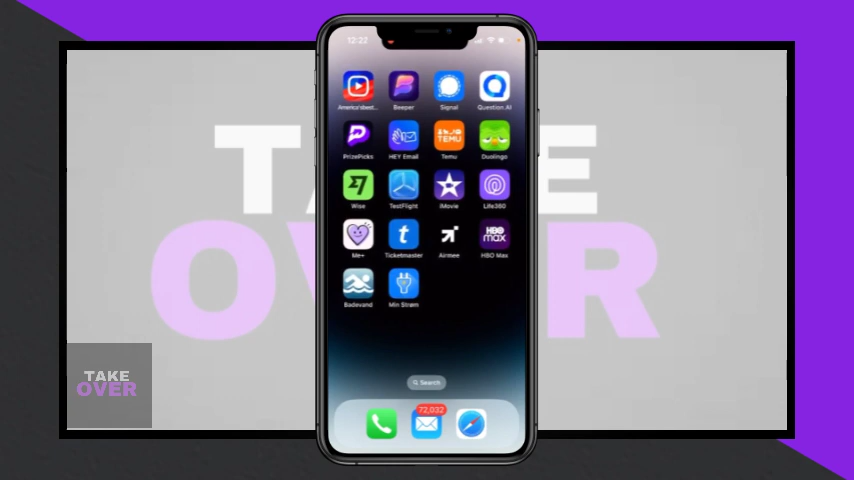 TAKE
OVER
12:22
America'sbest...
Beeper
Signal
Question AI
PrizePicks
HEY Email
TEMU
Temu
Duolingo
Wise
TestFlight
iMovie
Life360
Me+
t
Ticketmaster
Airmee
HBO
max
HBO Max
Badevand
Min Strøm
Search
72,032
TAKE
OVER